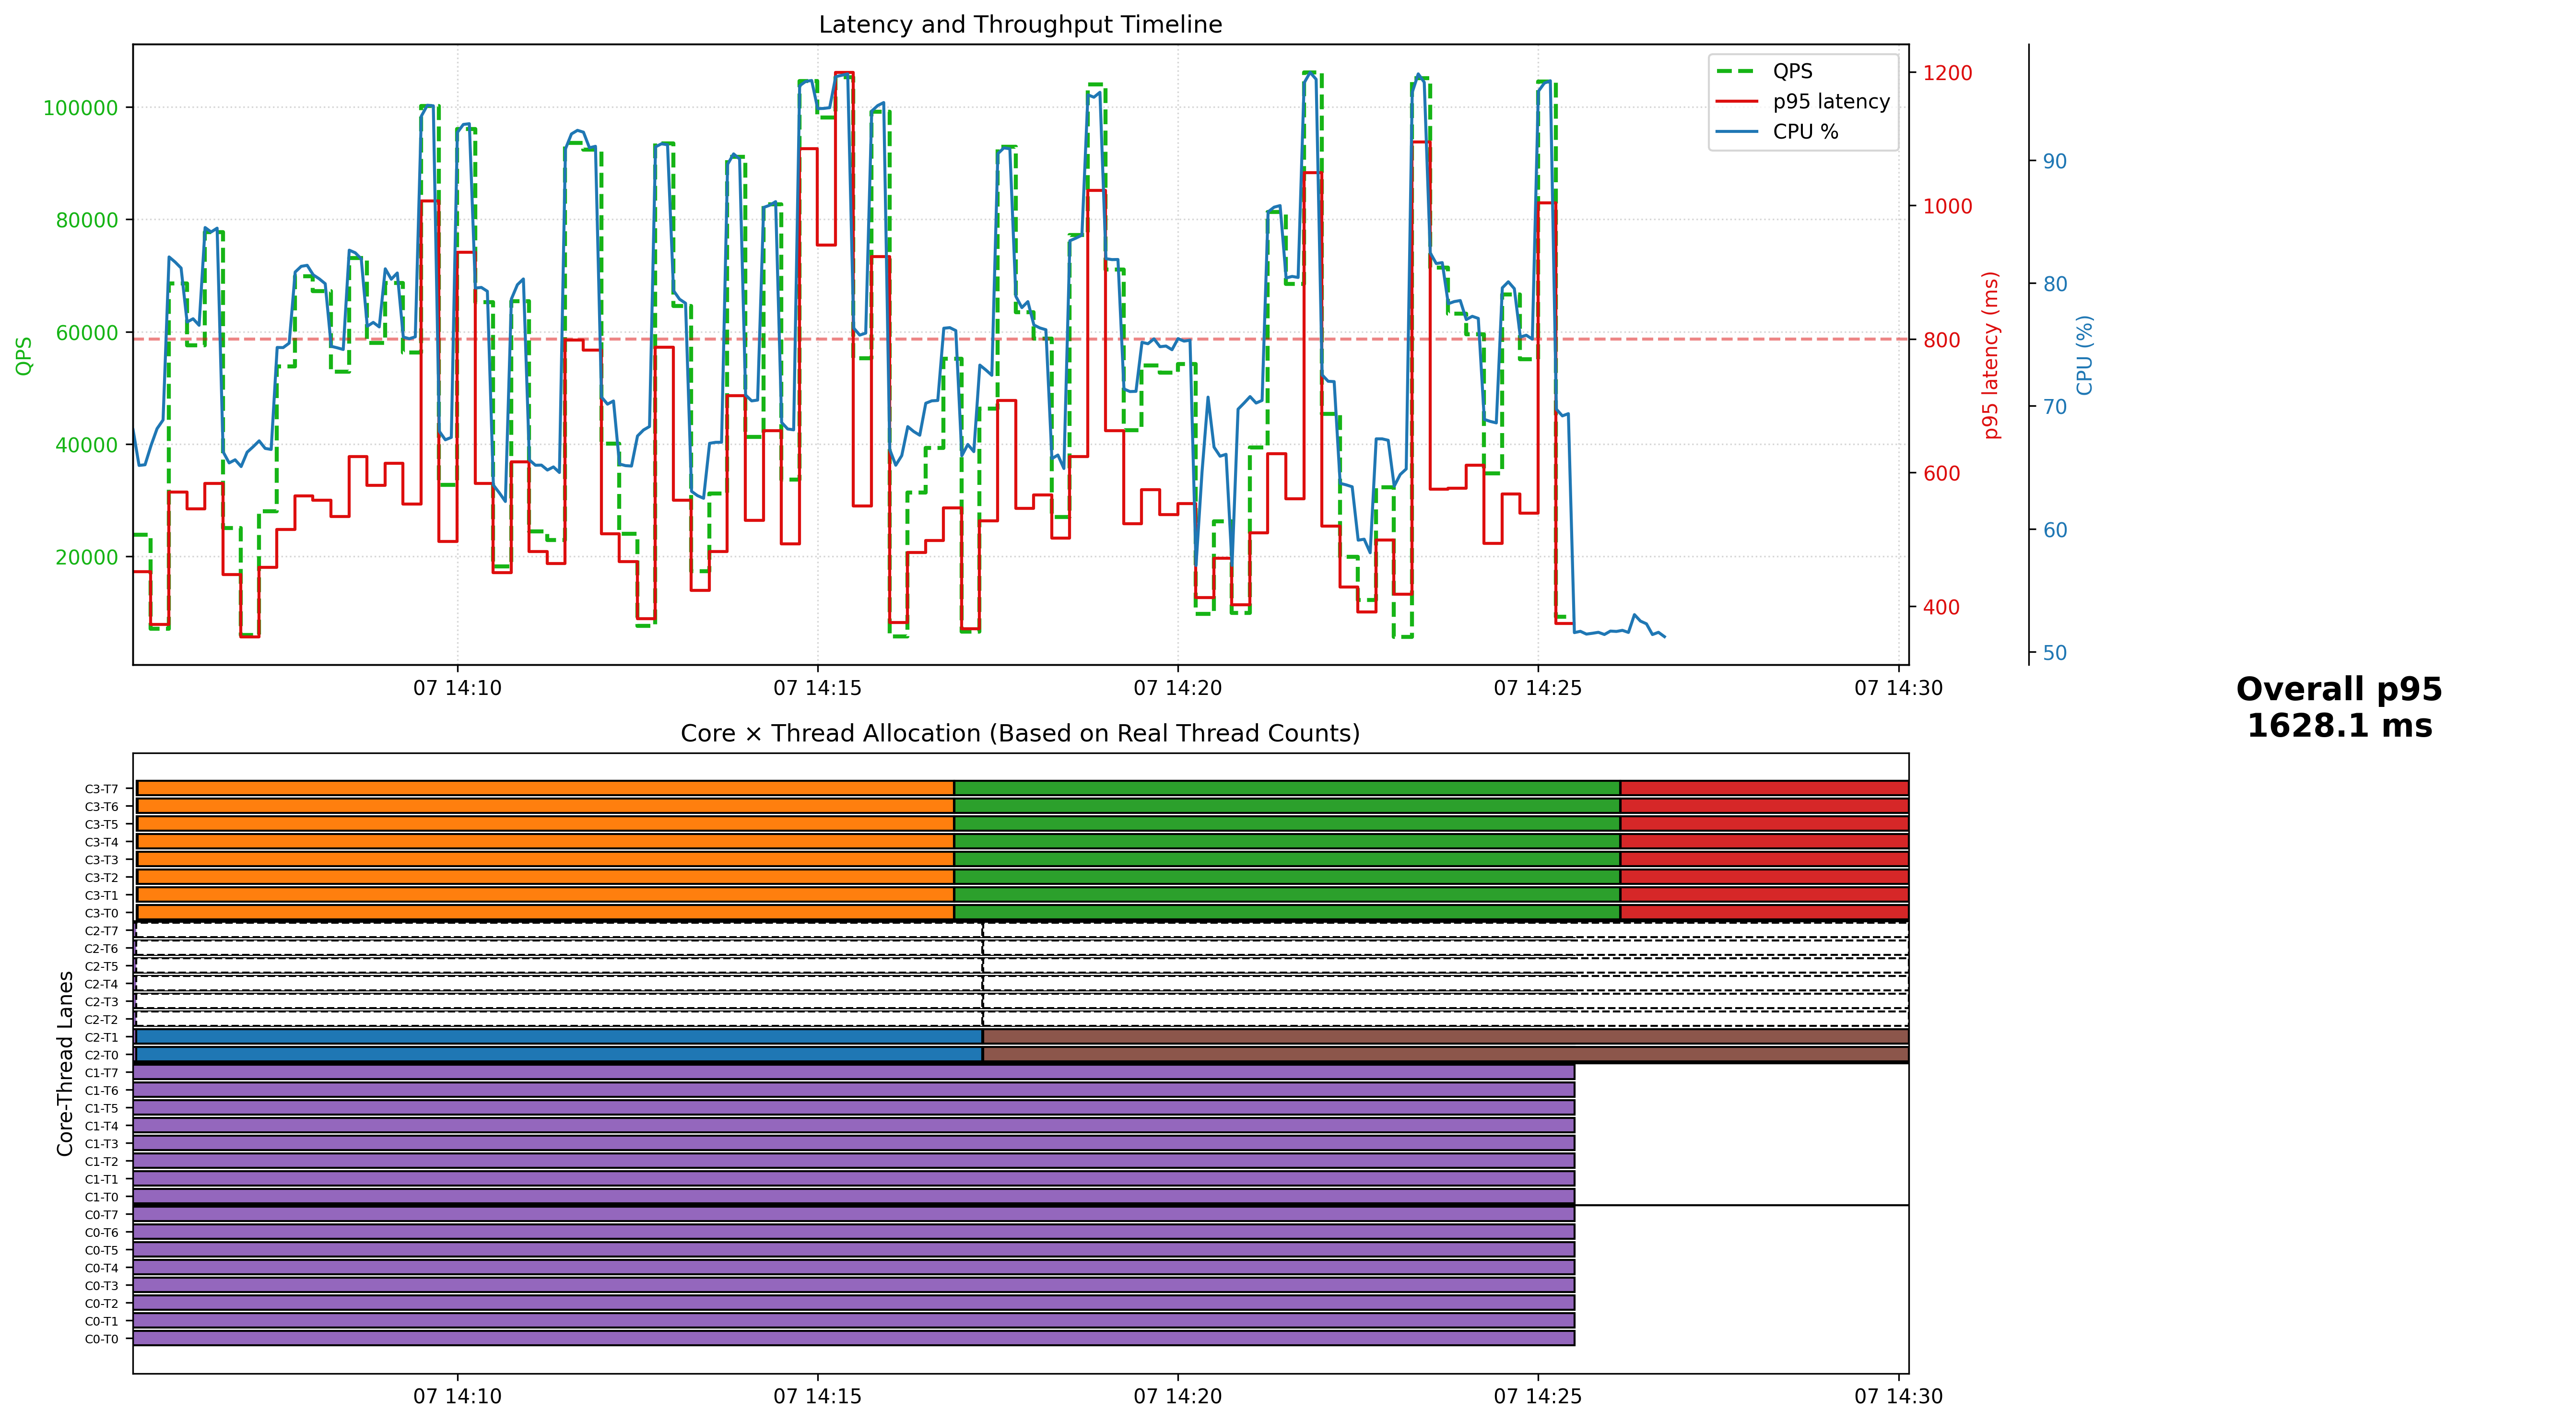 Latency and Throughput Timeline
QPS
p95 latency
CPU %
100000
80000
60000
40000
20000
QPS
1200
1000
800
600
400
p95 latency (ms)
90
80
70
60
50
CPU (%)
07 14:10
07 14:15
07 14:20
07 14:25
07 14:30
Overall p95
1628.1 ms
Core × Thread Allocation (Based on Real Thread Counts)
C3-T7
C3-T6
C3-T5
C3-T4
C3-T3
C3-T2
C3-T1
C3-T0
C2-T7
C2-T6
C2-T5
C2-T4
C2-T3
C2-T2
C2-T1
C2-T0
C1-T7
C1-T6
C1-T5
C1-T4
C1-T3
C1-T2
C1-T1
C1-T0
C0-T7
C0-T6
C0-T5
C0-T4
C0-T3
C0-T2
C0-T1
C0-T0
Core-Thread Lanes
07 14:10
07 14:15
07 14:20
07 14:25
07 14:30